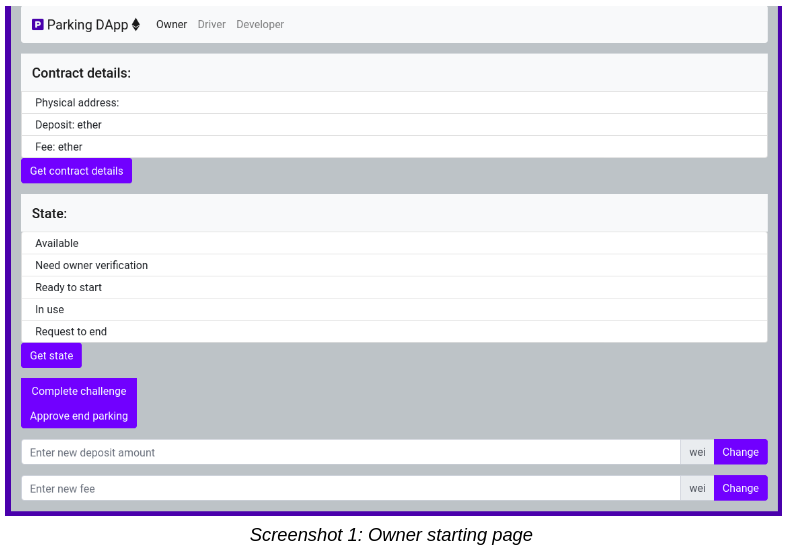 P Parking DApp Owner Driver Developer
Contract details:
Physical address:
Deposit: ether
Fee: ether
Get contract details
State:
Available
Need owner verification
Ready to start
In use
Request to end
Get state
Complete challenge
Approve end parking
Enter new deposit amount wei Change
Enter new fee wei Change
Screenshot 1: Owner starting page